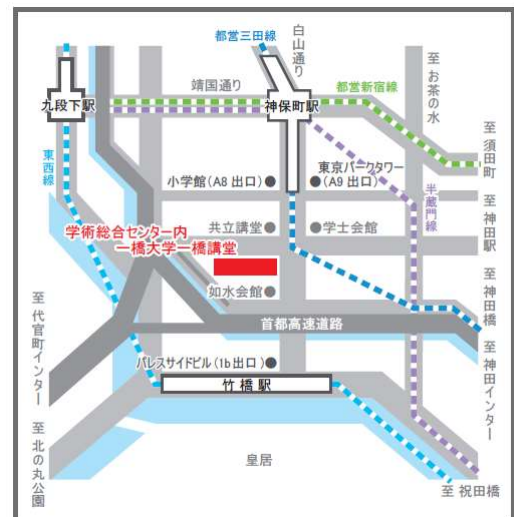 都営三田線
白山通り
至 お茶の水
靖国通り
都営新宿線
九段下駅
神保町駅
至 須田町
東西線
小学館(A8 出口)
東京パークタワー
(A9 出口)
半蔵門線
至 神田駅
共立講堂
学士会館
学術総合センター内
一橋大学一橋講堂
至 神田橋
如水会館
首都高速道路
至 代官町インター
至 神田インター
パレスサイドビル(1b出口)
竹橋駅
至 北の丸公園
皇居
至 祝田橋